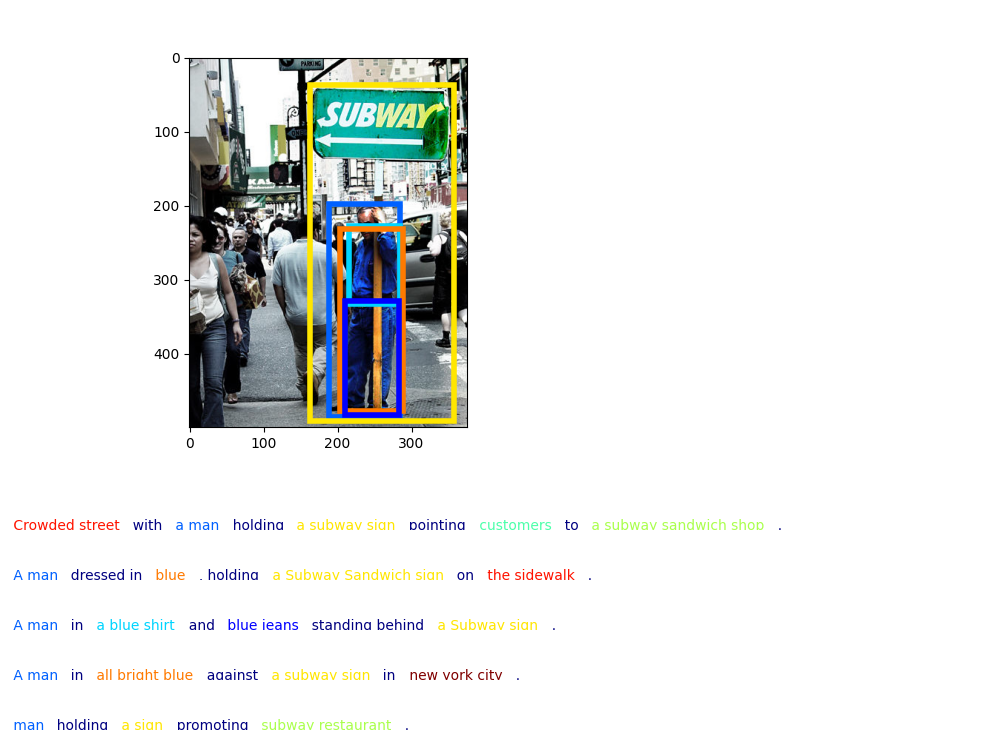 0
PARKING
100
SUBWAY
200
300
400
0 100 200 300
Crowded street with a man holding a subway sign pointing customers to a subway sandwich shop .
A man dressed in blue , holding a Subway Sandwich sign on the sidewalk .
A man in a blue shirt and blue jeans standing behind a Subway sign .
A man in all bright blue against a subway sign in new york city .
man holding a sign promoting subway restaurant .